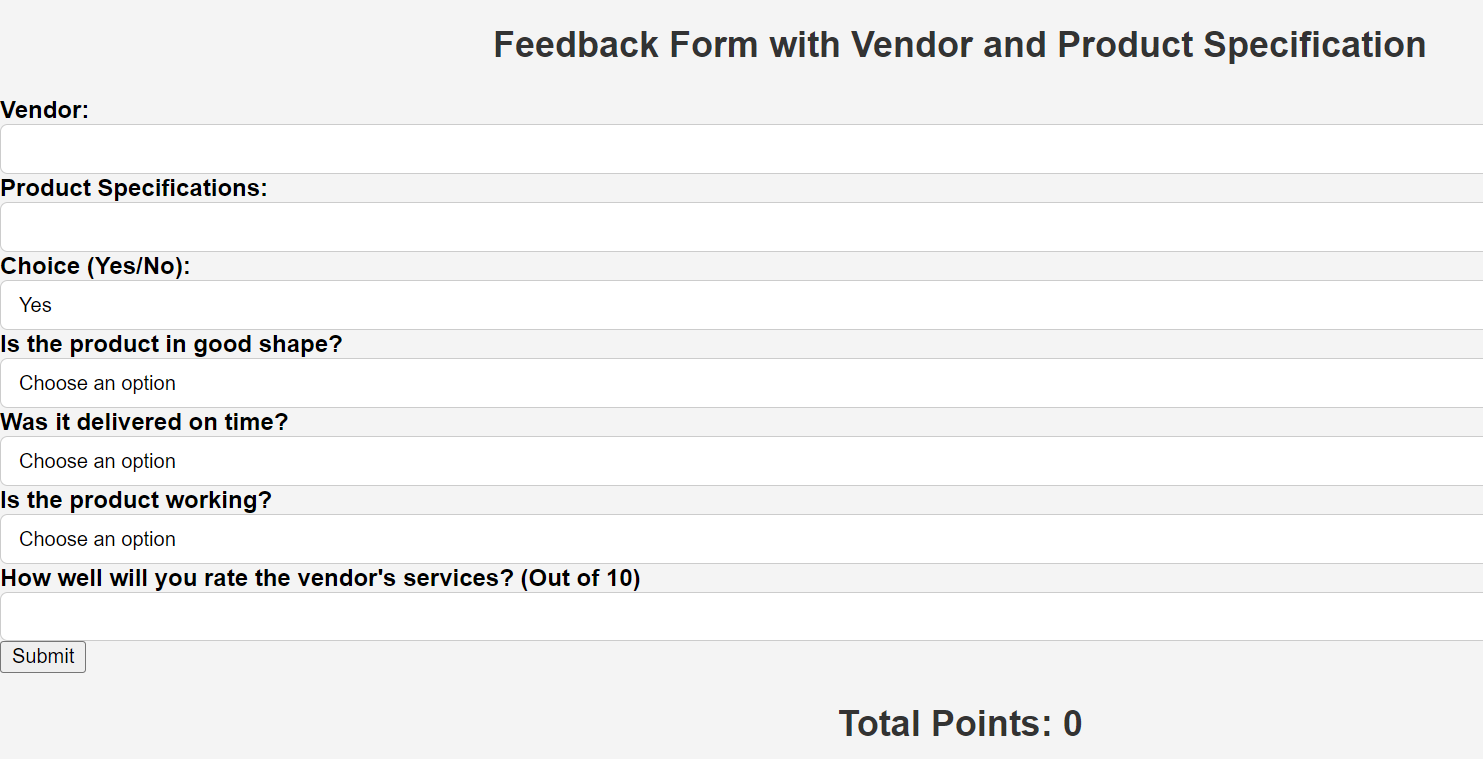 Feedback Form with Vendor and Product Specification
Vendor:
Product Specifications:
Choice (Yes/No):
Yes
Is the product in good shape?
Choose an option
Was it delivered on time?
Choose an option
Is the product working?
Choose an option
How well will you rate the vendor's services? (Out of 10)
Submit
Total Points: 0